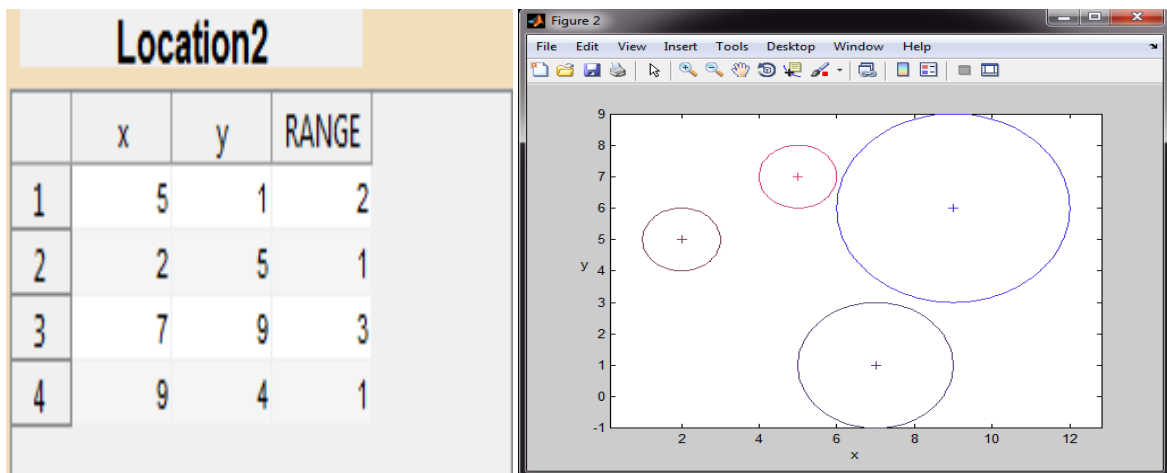 Location2
x y RANGE
1 5 1 2
2 2 5 1
3 7 9 3
4 9 4 1
Figure 2
File Edit View Insert Tools Desktop Window Help
9
8
7
6
5
y
4
3
2
1
0
-1
2 4 6 8 10 12
x